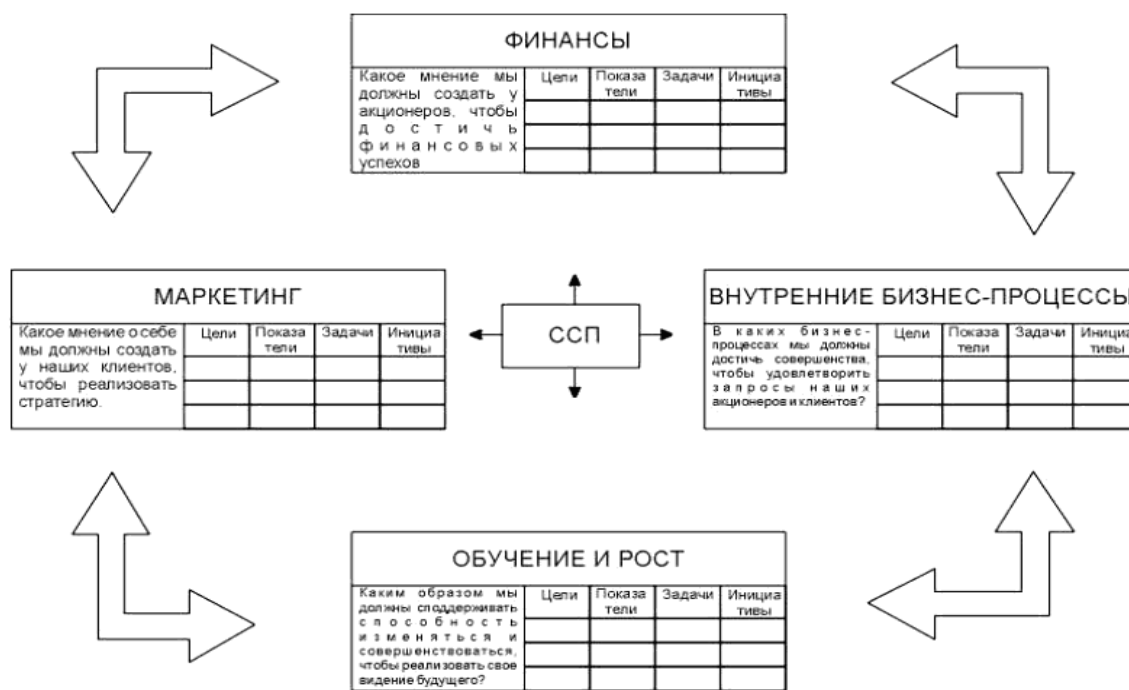 ФИНАНСЫ
Какое мнение мы
должны создать у
акционеров, чтобы
достичь
финансовых
успехов
Цели
Показа
тели
Задачи
Инициа
тивы
МАРКЕТИНГ
Какое мнение о себе
мы должны создать
у наших клиентов,
чтобы реализовать
стратегию.
Цели
Показа
тели
Задачи
Инициа
тивы
ССП
ВНУТРЕННИЕ БИЗНЕС-ПРОЦЕССЫ
В каких бизнес-
процессах мы должны
достичь совершенства,
чтобы удовлетворить
запросы наших
акционеров и клиентов?
Цели
Показа
тели
Задачи
Инициа
тивы
ОБУЧЕНИЕ И РОСТ
Каким образом мы
должны споддерживать
способность
изменяться и
совершенствоваться,
чтобы реализовать свое
видение будущего?
Цели
Показа
тели
Задачи
Инициа
тивы